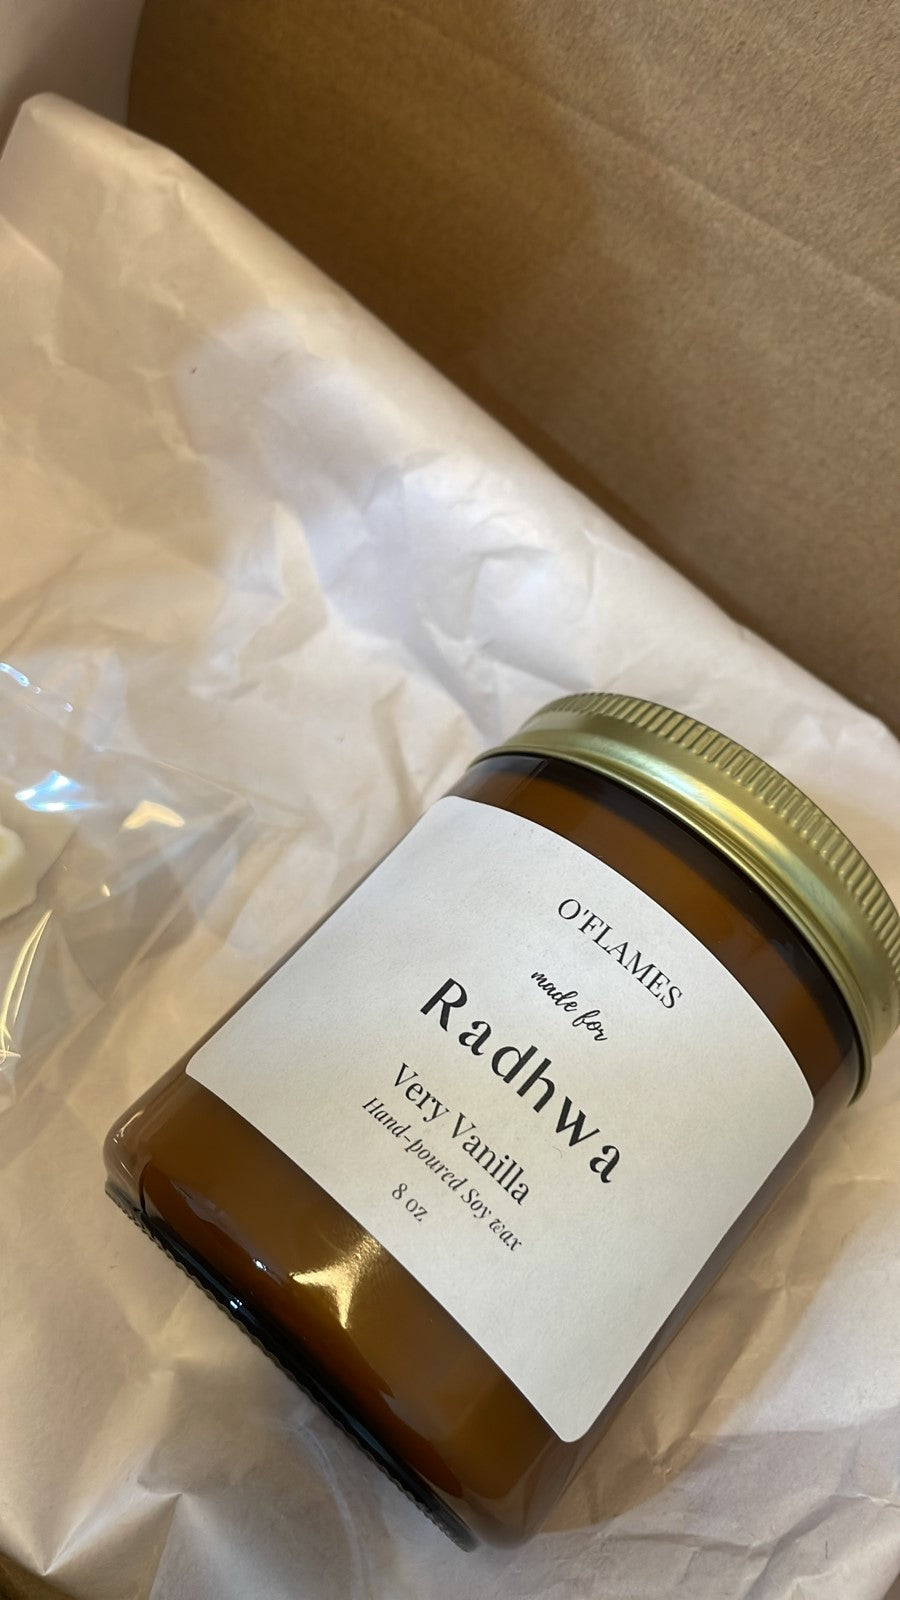 O'FLAMES
made for
Radhwa
Very Vanilla
Hand-poured Soy wax
8 oz